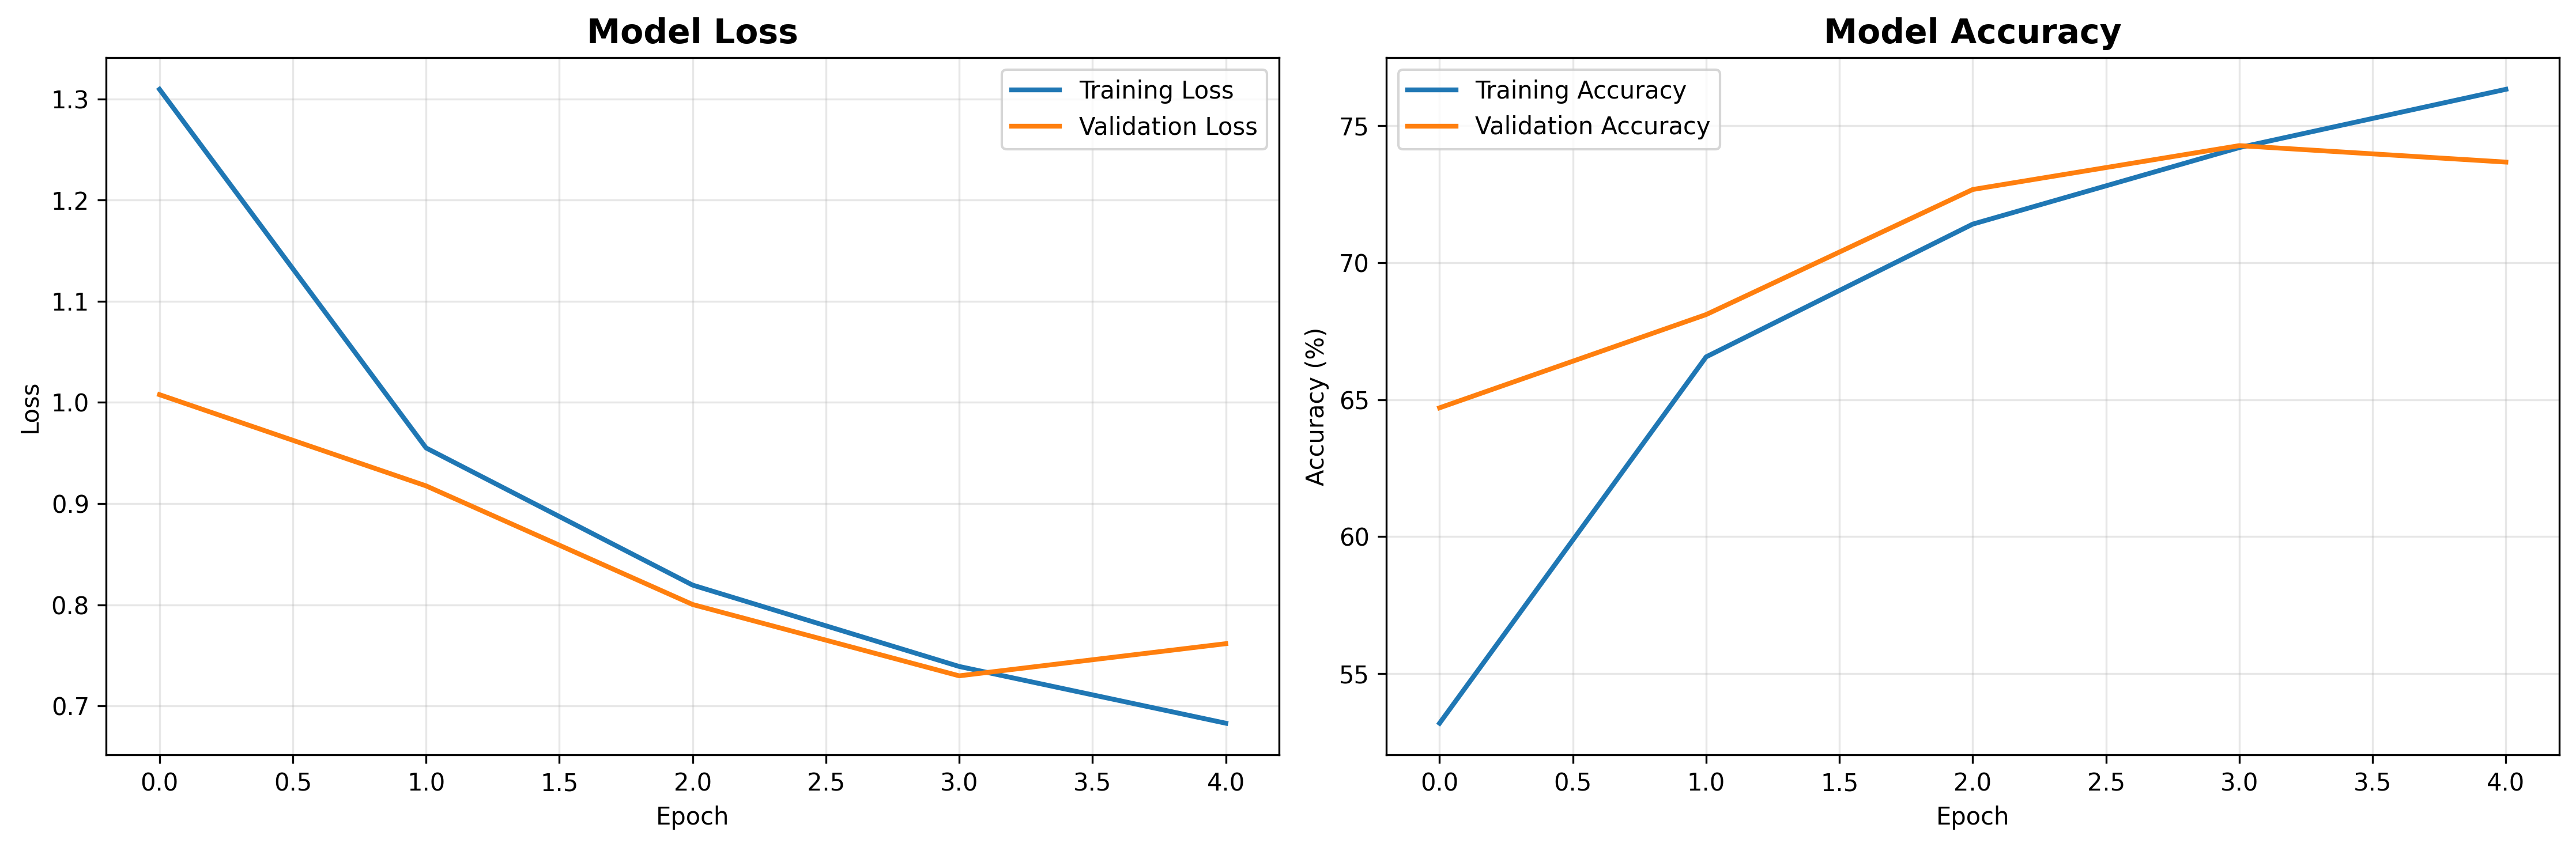 Model Loss
Training Loss
Validation Loss
1.3
1.2
1.1
1.0
0.9
0.8
0.7
Loss
0.0 0.5 1.0 1.5 2.0 2.5 3.0 3.5 4.0
Epoch
Model Accuracy
Training Accuracy
Validation Accuracy
75
70
65
60
55
Accuracy (%)
0.0 0.5 1.0 1.5 2.0 2.5 3.0 3.5 4.0
Epoch